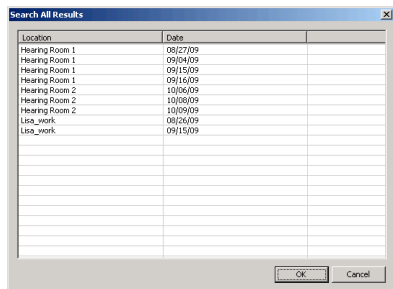 Search All Results
Location Date
Hearing Room 1 08/27/09
Hearing Room 1 09/04/09
Hearing Room 1 09/15/09
Hearing Room 1 09/16/09
Hearing Room 2 10/06/09
Hearing Room 2 10/08/09
Hearing Room 2 10/09/09
Lisa_work 08/26/09
Lisa_work 09/15/09
OK Cancel